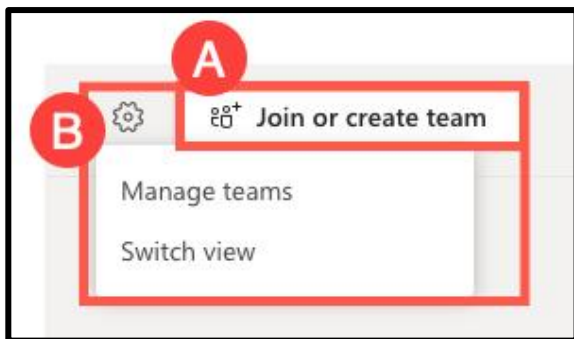 A
B
Join or create team
Manage teams
Switch view